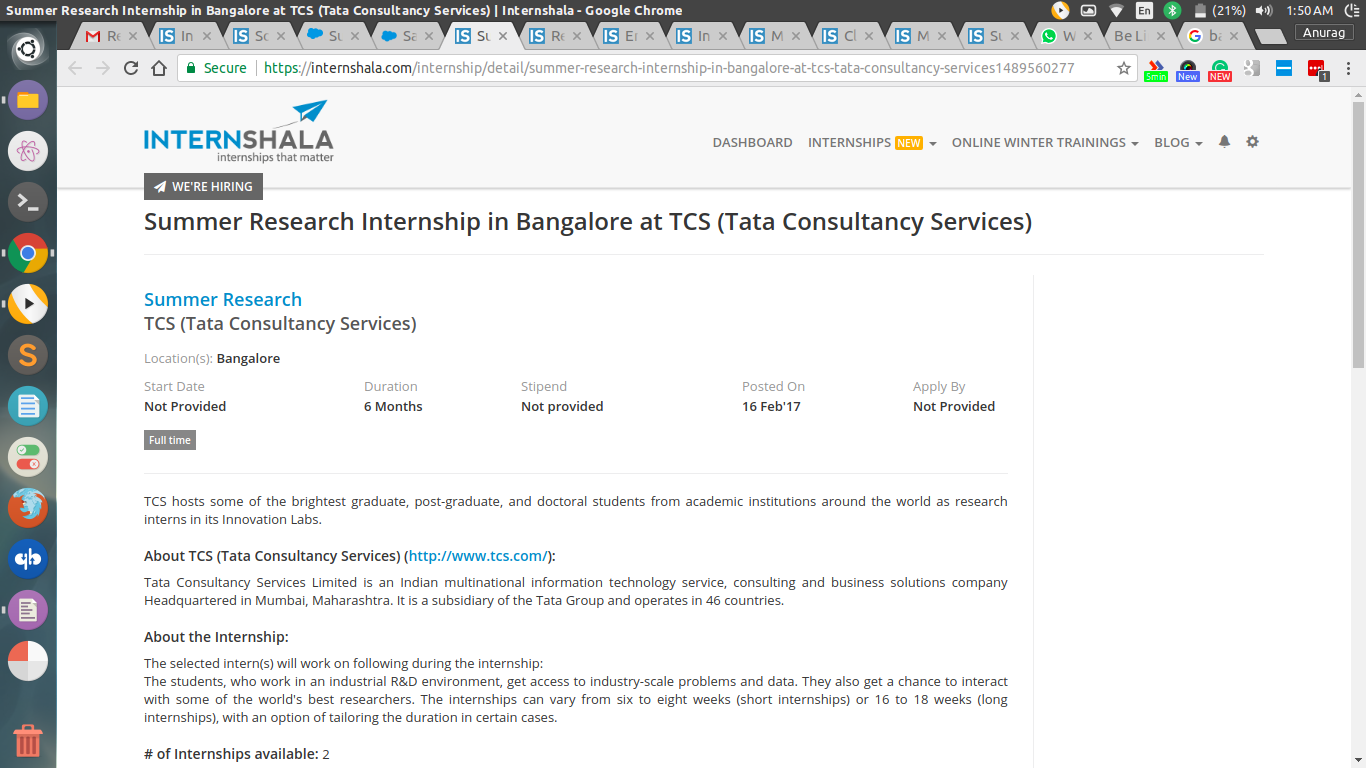 Summer Research Internship in Bangalore at TCS (Tata Consultancy Services) | Internshala - Google Chrome
En (21%) 1:50 AM
Re In Sc Su Sa Su Re En In M Cl M Su W Be Li ba Anurag
Secure https://internshala.com/internship/detail/summer-research-internship-in-bangalore-at-tcs-tata-consultancy-services1489560277
5min New NEW 1
INTERNSHALA
internships that matter
DASHBOARD INTERNSHIPS NEW ONLINE WINTER TRAININGS BLOG
WE'RE HIRING
Summer Research Internship in Bangalore at TCS (Tata Consultancy Services)
Summer Research
TCS (Tata Consultancy Services)
Location(s): Bangalore
Start Date Duration Stipend Posted On Apply By
Not Provided 6 Months Not provided 16 Feb'17 Not Provided
Full time
TCS hosts some of the brightest graduate, post-graduate, and doctoral students from academic institutions around the world as research
interns in its Innovation Labs.
About TCS (Tata Consultancy Services) (http://www.tcs.com/):
Tata Consultancy Services Limited is an Indian multinational information technology service, consulting and business solutions company
Headquartered in Mumbai, Maharashtra. It is a subsidiary of the Tata Group and operates in 46 countries.
About the Internship:
The selected intern(s) will work on following during the internship:
The students, who work in an industrial R&D environment, get access to industry-scale problems and data. They also get a chance to interact
with some of the world's best researchers. The internships can vary from six to eight weeks (short internships) or 16 to 18 weeks (long
internships), with an option of tailoring the duration in certain cases.
# of Internships available: 2